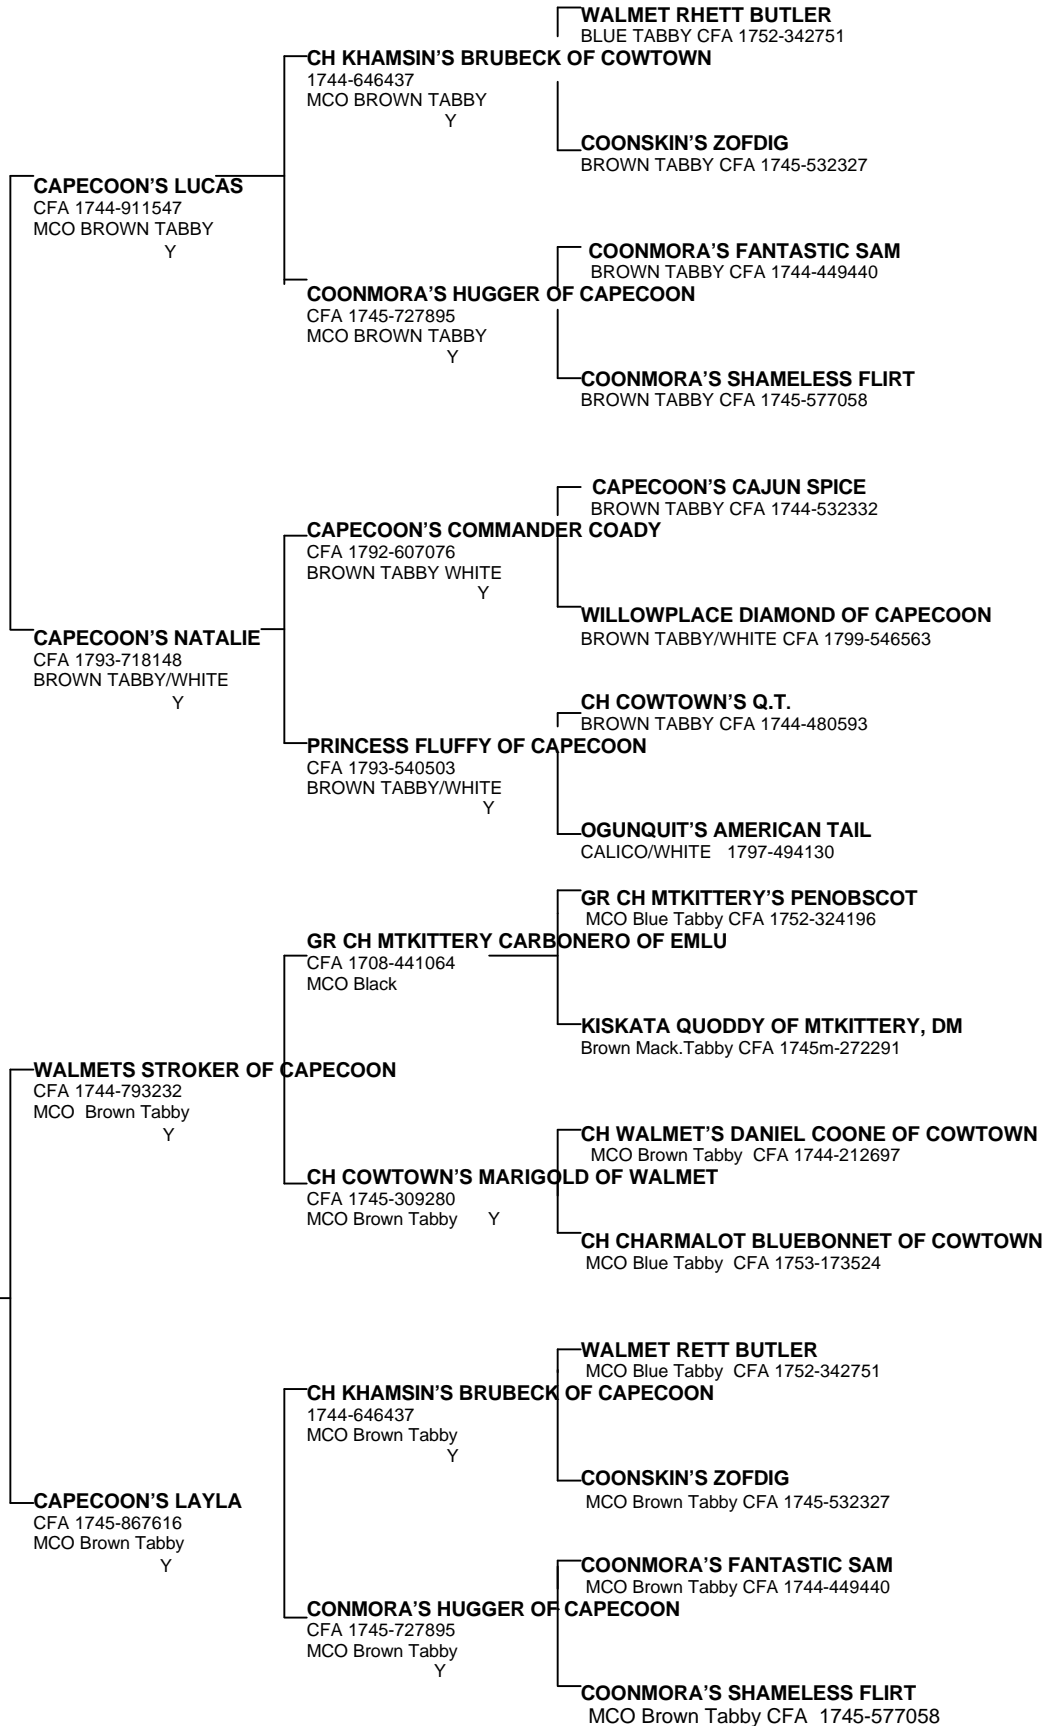 WALMET RHETT BUTLER
BLUE TABBY CFA 1752-342751
CH KHAMSIN'S BRUBECK OF COWTOWN
1744-646437
MCO BROWN TABBY
Y
COONSKIN'S ZOFDIG
BROWN TABBY CFA 1745-532327
CAPECOON'S LUCAS
CFA 1744-911547
MCO BROWN TABBY
Y
COONMORA'S FANTASTIC SAM
BROWN TABBY CFA 1744-449440
COONMORA'S HUGGER OF CAPECOON
CFA 1745-727895
MCO BROWN TABBY
Y
COONMORA'S SHAMELESS FLIRT
BROWN TABBY CFA 1745-577058
CAPECOON'S CAJUN SPICE
BROWN TABBY CFA 1744-532332
CAPECOON'S COMMANDER COADY
CFA 1792-607076
BROWN TABBY WHITE
Y
WILLOWPLACE DIAMOND OF CAPECOON
BROWN TABBY/WHITE CFA 1799-546563
CAPECOON'S NATALIE
CFA 1793-718148
BROWN TABBY/WHITE
Y
CH COWTOWN'S Q.T.
BROWN TABBY CFA 1744-480593
PRINCESS FLUFFY OF CAPECOON
CFA 1793-540503
BROWN TABBY/WHITE
Y
OGUNQUIT'S AMERICAN TAIL
CALICO/WHITE 1797-494130
GR CH MTKITTERY'S PENOBSCOT
MCO Blue Tabby CFA 1752-324196
GR CH MTKITTERY CARBONERO OF EMLU
CFA 1708-441064
MCO Black
KISKATA QUODDY OF MTKITTERY, DM
Brown Mack.Tabby CFA 1745m-272291
WALMETS STROKER OF CAPECOON
CFA 1744-793232
MCO Brown Tabby
Y
CH WALMET'S DANIEL COONE OF COWTOWN
MCO Brown Tabby CFA 1744-212697
CH COWTOWN'S MARIGOLD OF WALMET
CFA 1745-309280
MCO Brown Tabby Y
CH CHARMALOT BLUEBONNET OF COWTOWN
MCO Blue Tabby CFA 1753-173524
WALMET RETT BUTLER
MCO Blue Tabby CFA 1752-342751
CH KHAMSIN'S BRUBECK OF CAPECOON
1744-646437
MCO Brown Tabby
Y
COONSKIN'S ZOFDIG
MCO Brown Tabby CFA 1745-532327
CAPECOON'S LAYLA
CFA 1745-867616
MCO Brown Tabby
Y
COONMORA'S FANTASTIC SAM
MCO Brown Tabby CFA 1744-449440
CONMORA'S HUGGER OF CAPECOON
CFA 1745-727895
MCO Brown Tabby
Y
COONMORA'S SHAMELESS FLIRT
MCO Brown Tabby CFA 1745-577058